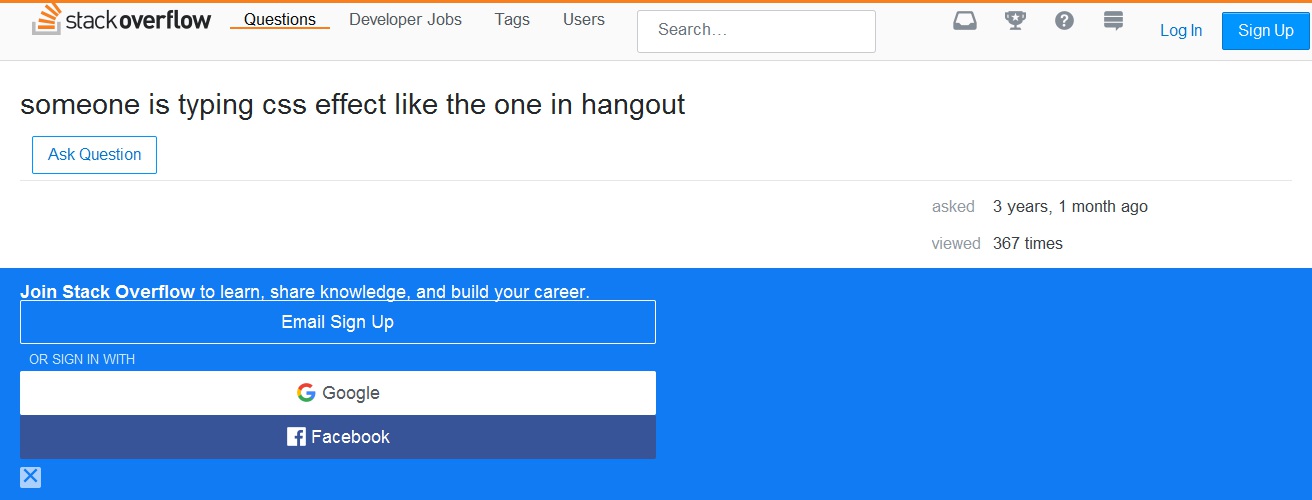 stackoverflow Questions Developer Jobs Tags Users Search... Log In Sign Up
someone is typing css effect like the one in hangout
Ask Question
asked 3 years, 1 month ago
viewed 367 times
Join Stack Overflow to learn, share knowledge, and build your career.
Email Sign Up
OR SIGN IN WITH
Google
Facebook